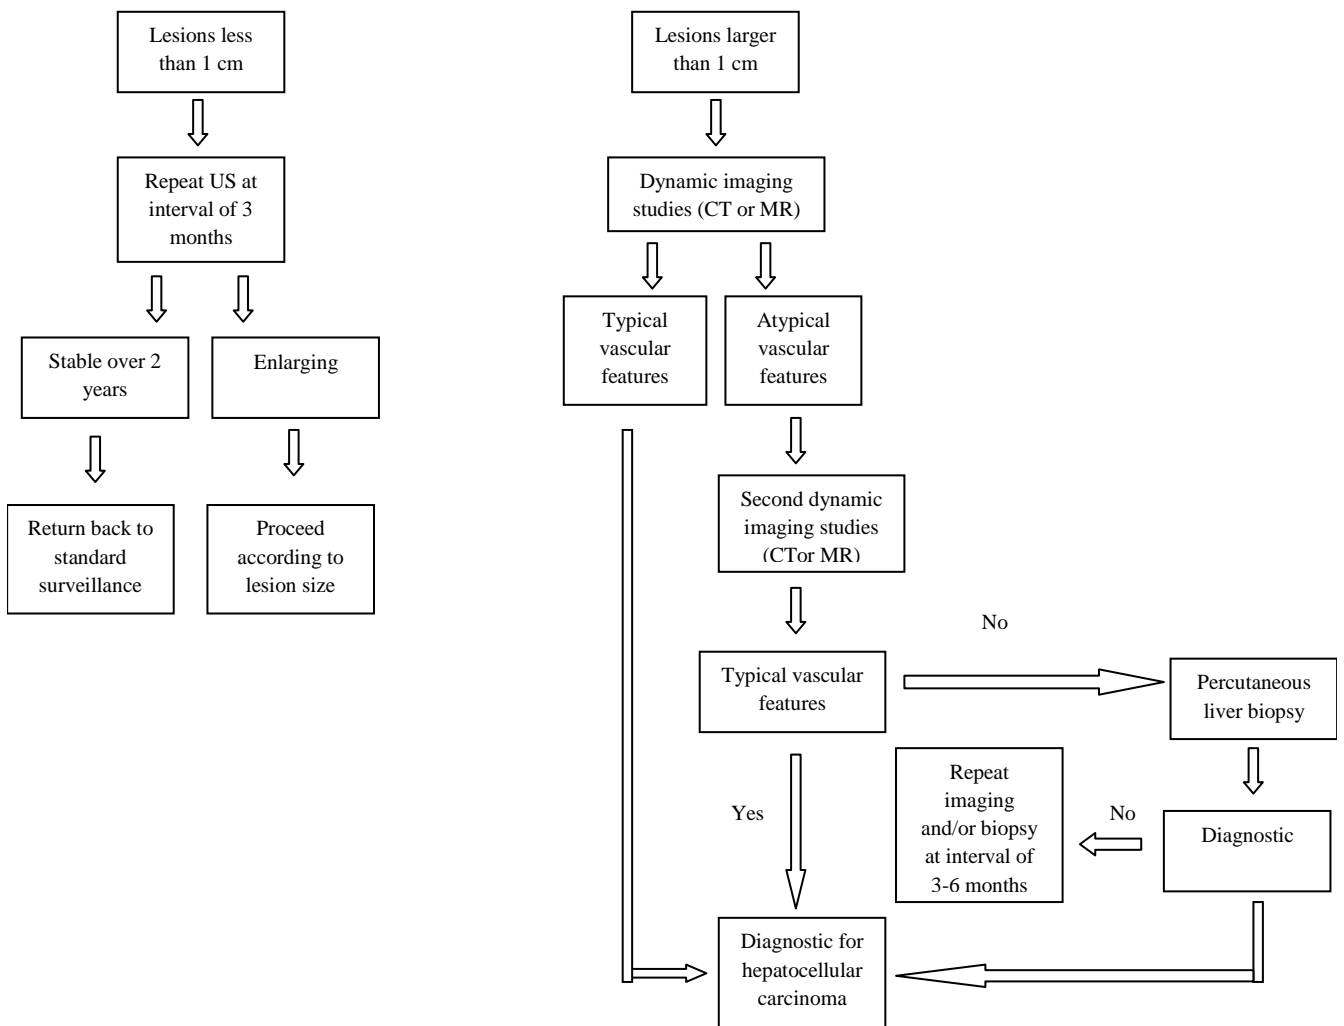 Lesions less
than 1 cm
Repeat US at
interval of 3
months
Stable over 2
years
Enlarging
Return back to
standard
surveillance
Proceed
according to
lesion size
Lesions larger
than 1 cm
Dynamic imaging
studies (CT or MR)
Typical
vascular
features
Atypical
vascular
features
Second dynamic
imaging studies
(CTor MR)
Typical vascular
features
No
Percutaneous
liver biopsy
Yes
Repeat
imaging
and/or biopsy
at interval of
3-6 months
No
Diagnostic
Diagnostic for
hepatocellular
carcinoma